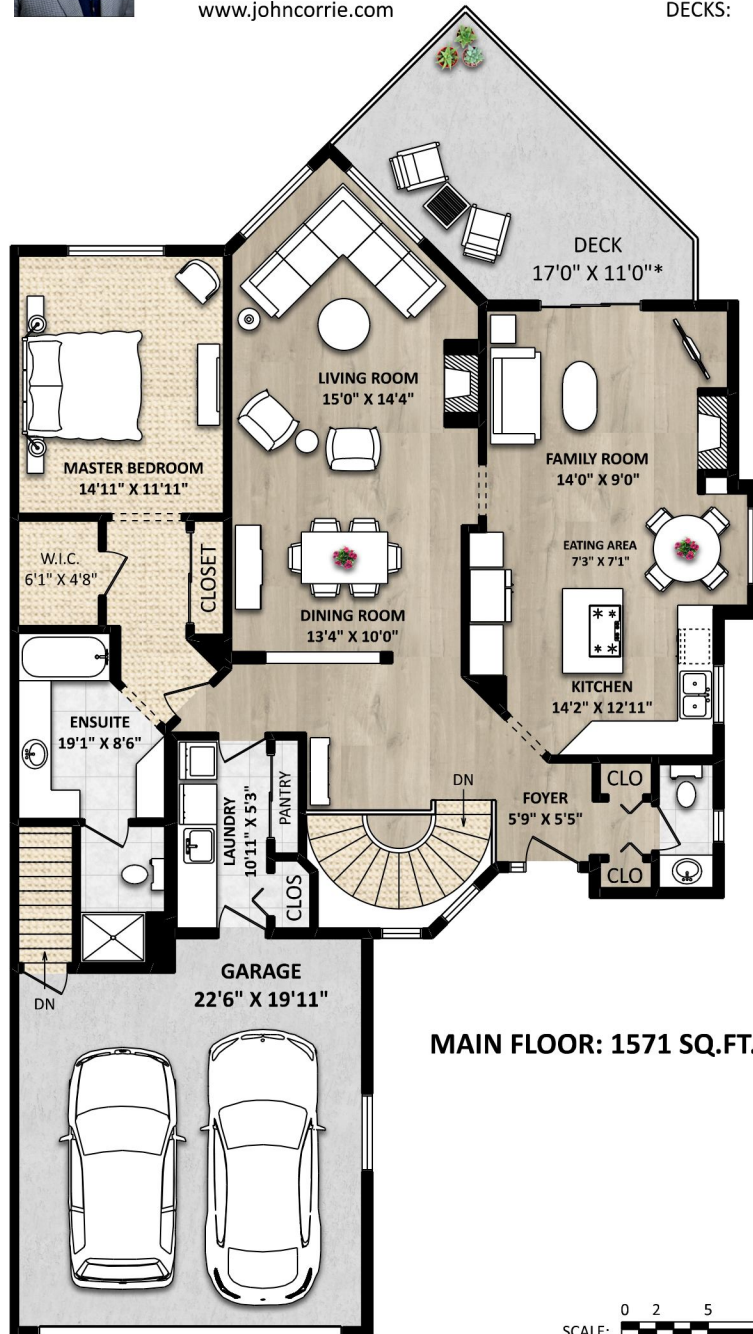 www.johncorrie.com
DECKS:
DECK
17'0" X 11'0"*
LIVING ROOM
15'0" X 14'4"
MASTER BEDROOM
14'11" X 11'11"
FAMILY ROOM
14'0" X 9'0"
W.I.C.
6'1" X 4'8"
CLOSET
EATING AREA
7'3" X 7'1"
DINING ROOM
13'4" X 10'0"
KITCHEN
14'2" X 12'11"
ENSUITE
19'1" X 8'6"
LAUNDRY
10'11" X 5'3"
PANTRY
DN
FOYER
5'9" X 5'5"
CLO
CLO
CLOS
DN
GARAGE
22'6" X 19'11"
MAIN FLOOR: 1571 SQ.FT.
0 2 5
SCALE: